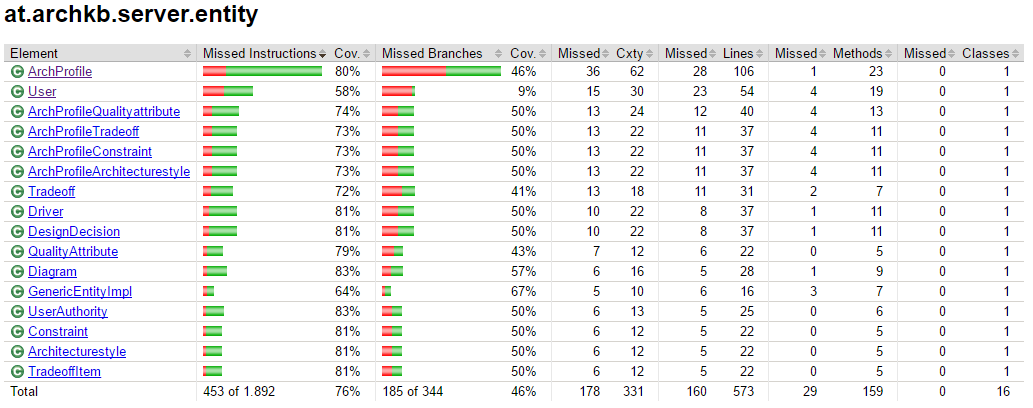 at.archkb.server.entity
Element Missed Instructions Cov. Missed Branches Cov. Missed Cxty Missed Lines Missed Methods Missed Classes
C ArchProfile 80% 46% 36 62 28 106 1 23 0 1
C User 58% 9% 15 30 23 54 4 19 0 1
C ArchProfileQualityattribute 74% 50% 13 24 12 40 4 13 0 1
C ArchProfileTradeoff 73% 50% 13 22 11 37 4 11 0 1
C ArchProfileConstraint 73% 50% 13 22 11 37 4 11 0 1
C ArchProfileArchitecturestyle 73% 50% 13 22 11 37 4 11 0 1
C Tradeoff 72% 41% 13 18 11 31 2 7 0 1
C Driver 81% 50% 10 22 8 37 1 11 0 1
C DesignDecision 81% 50% 10 22 8 37 1 11 0 1
C QualityAttribute 79% 43% 7 12 6 22 0 5 0 1
C Diagram 83% 57% 6 16 5 28 1 9 0 1
C GenericEntityImpl 64% 67% 5 10 6 16 3 7 0 1
C UserAuthority 83% 50% 6 13 5 25 0 6 0 1
C Constraint 81% 50% 6 12 5 22 0 5 0 1
C Architecturestyle 81% 50% 6 12 5 22 0 5 0 1
C TradeoffItem 81% 50% 6 12 5 22 0 5 0 1
Total 453 of 1.892 76% 185 of 344 46% 178 331 160 573 29 159 0 16